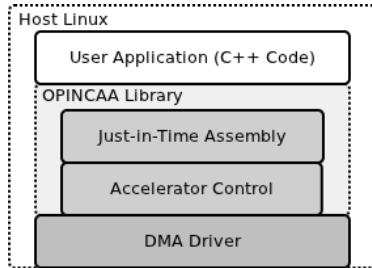 Host Linux
User Application (C++ Code)
OPINCAA Library
Just-in-Time Assembly
Accelerator Control
DMA Driver